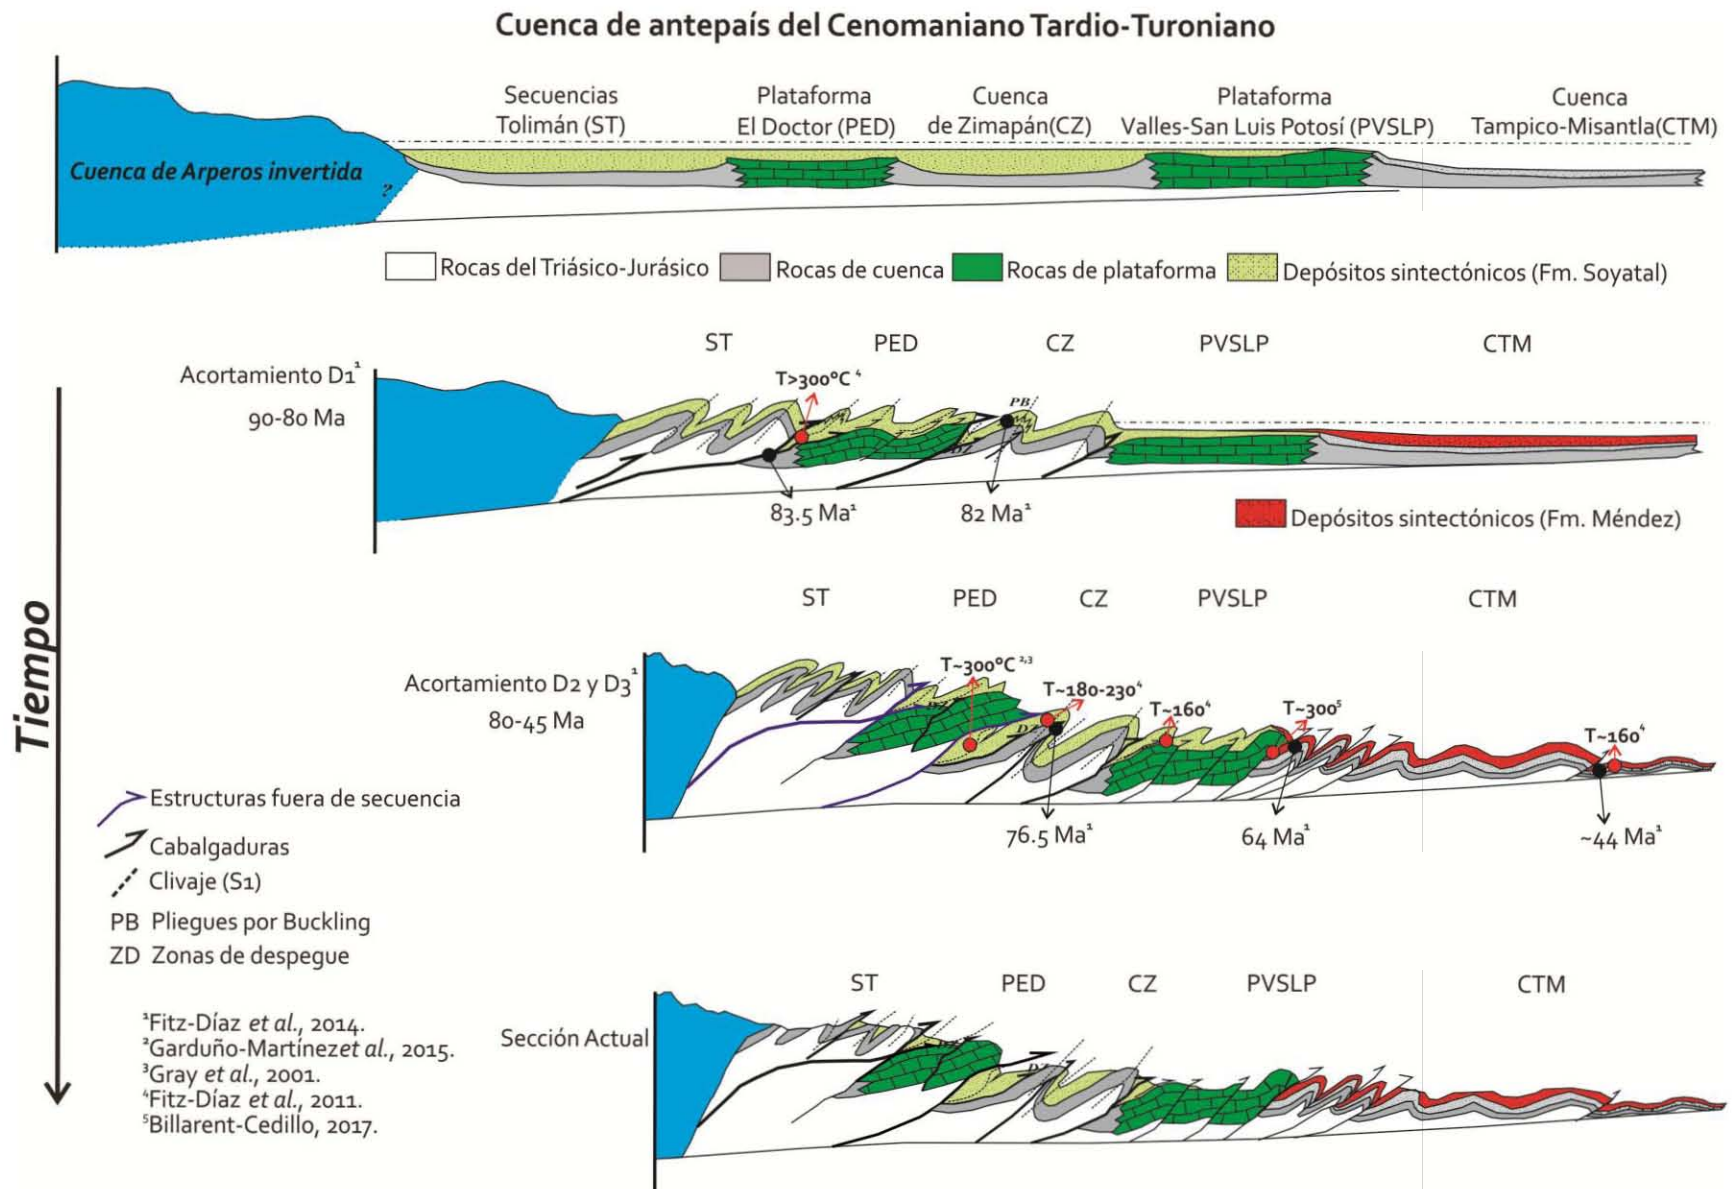 Cuenca de antepaís del Cenomaniano Tardio-Turoniano
Secuencias
Tolimán (ST)
Plataforma
El Doctor (PED)
Cuenca
de Zimapán(CZ)
Plataforma
Valles-San Luis Potosí (PVSLP)
Cuenca
Tampico-Misantla(CTM)
Cuenca de Arperos invertida
?
Rocas del Triásico-Jurásico
Rocas de cuenca
Rocas de plataforma
Depósitos sintectónicos (Fm. Soyatal)
ST PED CZ PVSLP CTM
Acortamiento D1¹
90-80 Ma
T>300°C ⁴
PB
DZ
83.5 Ma¹
82 Ma¹
Depósitos sintectónicos (Fm. Méndez)
Tiempo
ST PED CZ PVSLP CTM
Acortamiento D2 y D3¹
80-45 Ma
T~300°C ²,³
T~180-230⁴
T~160⁴
T~300⁵
T~160⁴
DZ
DZ
76.5 Ma¹
64 Ma¹
~44 Ma¹
Estructuras fuera de secuencia
Cabalgaduras
Clivaje (S1)
PB Pliegues por Buckling
ZD Zonas de despegue
ST PED CZ PVSLP CTM
Sección Actual
DZ
¹Fitz-Díaz et al., 2014.
²Garduño-Martínezet al., 2015.
³Gray et al., 2001.
⁴Fitz-Díaz et al., 2011.
⁵Billarent-Cedillo, 2017.